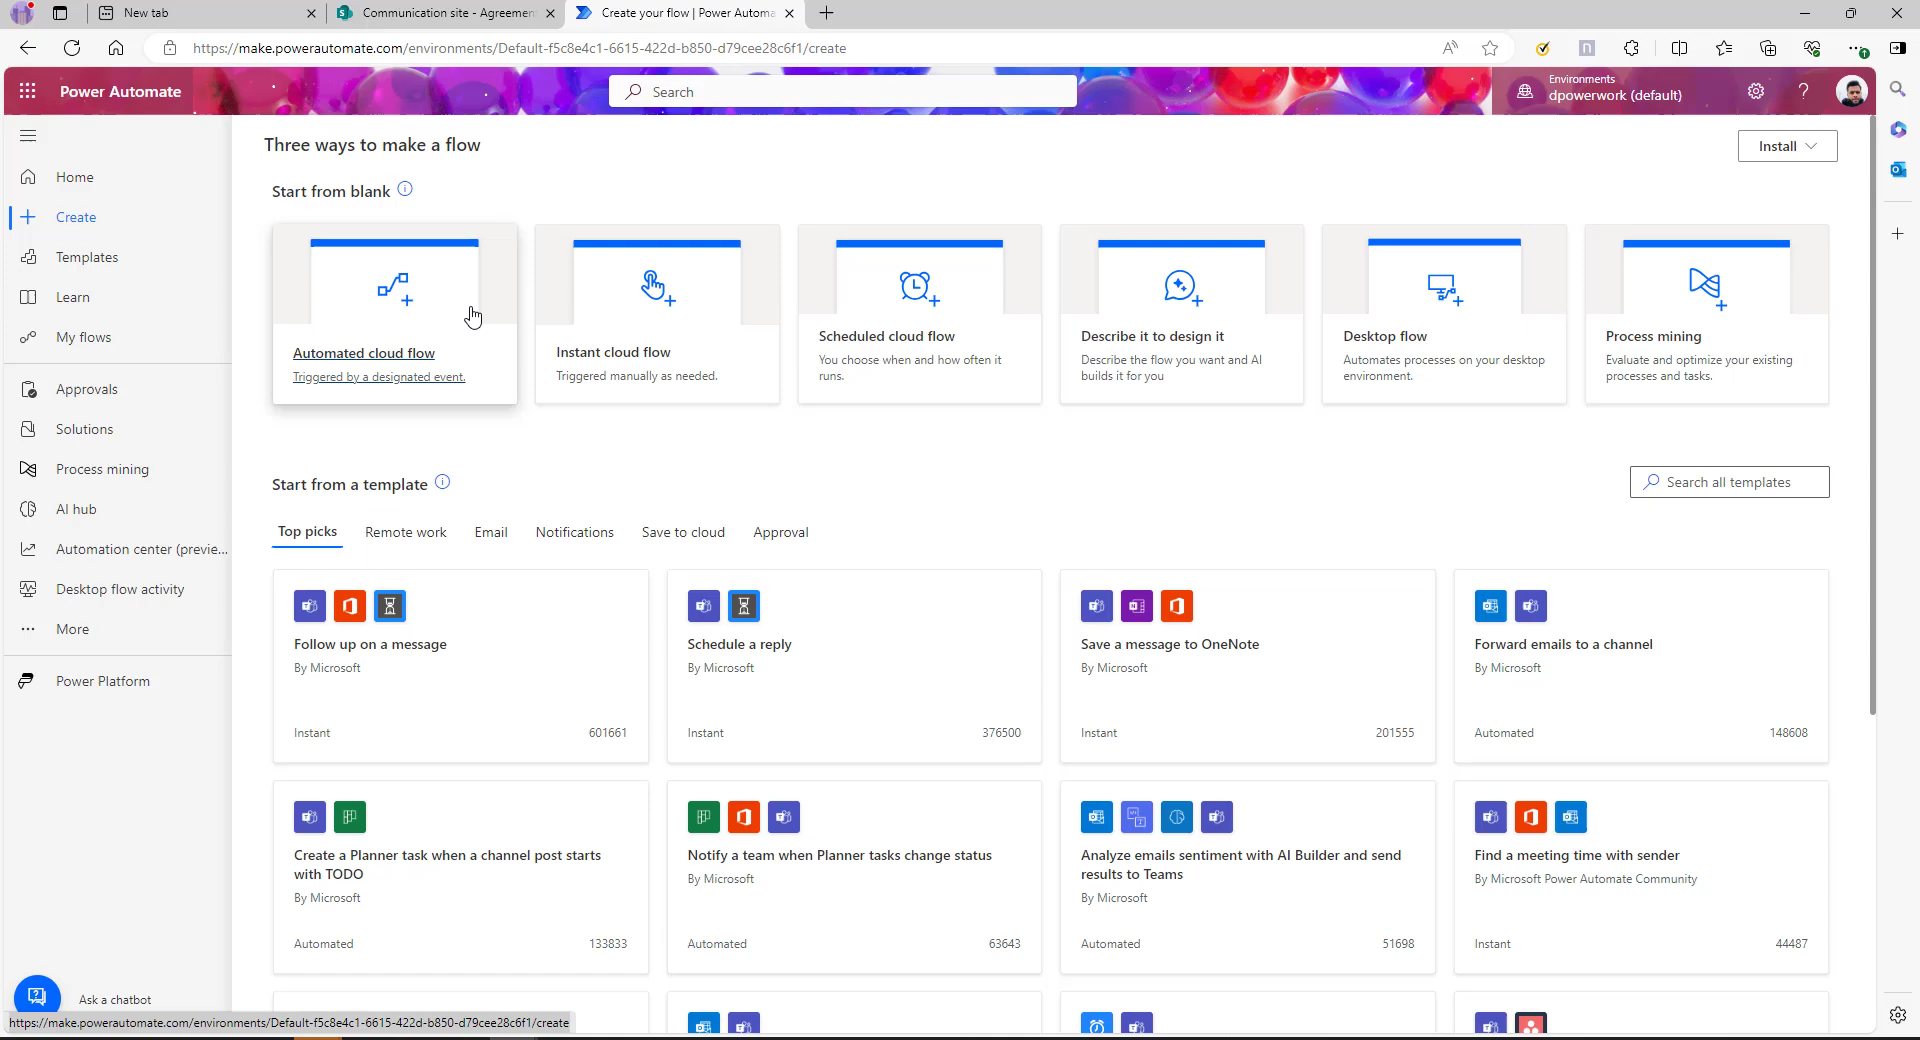 New tab
Communication site - Agreemen
Create your flow | Power Automa
https://make.powerautomate.com/environments/Default-f5c8e4c1-6615-422d-b850-d79cee28c6f1/create
Power Automate
Search
Environments
dpowerwork (default)
Home
Create
Templates
Learn
My flows
Approvals
Solutions
Process mining
AI hub
Automation center (previe...
Desktop flow activity
More
Power Platform
Ask a chatbot
Three ways to make a flow
Install
Start from blank
Automated cloud flow
Triggered by a designated event.
Instant cloud flow
Triggered manually as needed.
Scheduled cloud flow
You choose when and how often it
runs.
Describe it to design it
Describe the flow you want and AI
builds it for you
Desktop flow
Automates processes on your desktop
environment.
Process mining
Evaluate and optimize your existing
processes and tasks.
Start from a template
Search all templates
Top picks
Remote work
Email
Notifications
Save to cloud
Approval
Follow up on a message
By Microsoft
Instant
601661
Schedule a reply
By Microsoft
Instant
376500
Save a message to OneNote
By Microsoft
Instant
201555
Forward emails to a channel
By Microsoft
Automated
148608
Create a Planner task when a channel post starts
with TODO
By Microsoft
Automated
133833
Notify a team when Planner tasks change status
By Microsoft
Automated
63643
Analyze emails sentiment with AI Builder and send
results to Teams
By Microsoft
Automated
51698
Find a meeting time with sender
By Microsoft Power Automate Community
Instant
44487
https://make.powerautomate.com/environments/Default-f5c8e4c1-6615-422d-b850-d79cee28c6f1/create